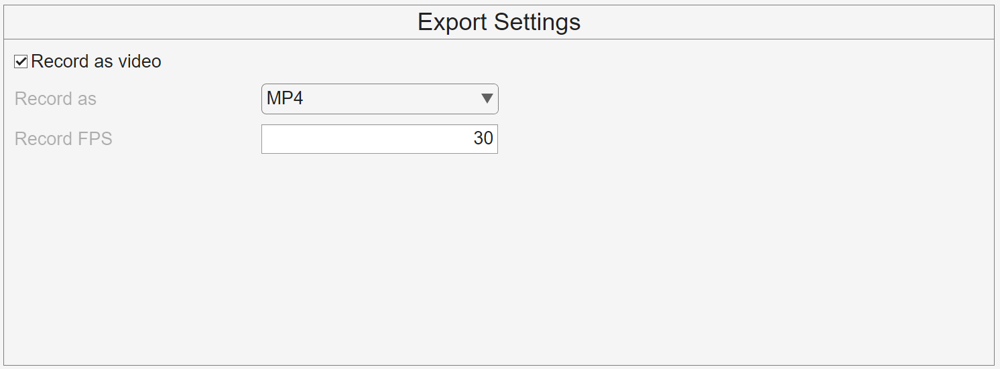 Export Settings
Record as video
Record as MP4
Record FPS 30